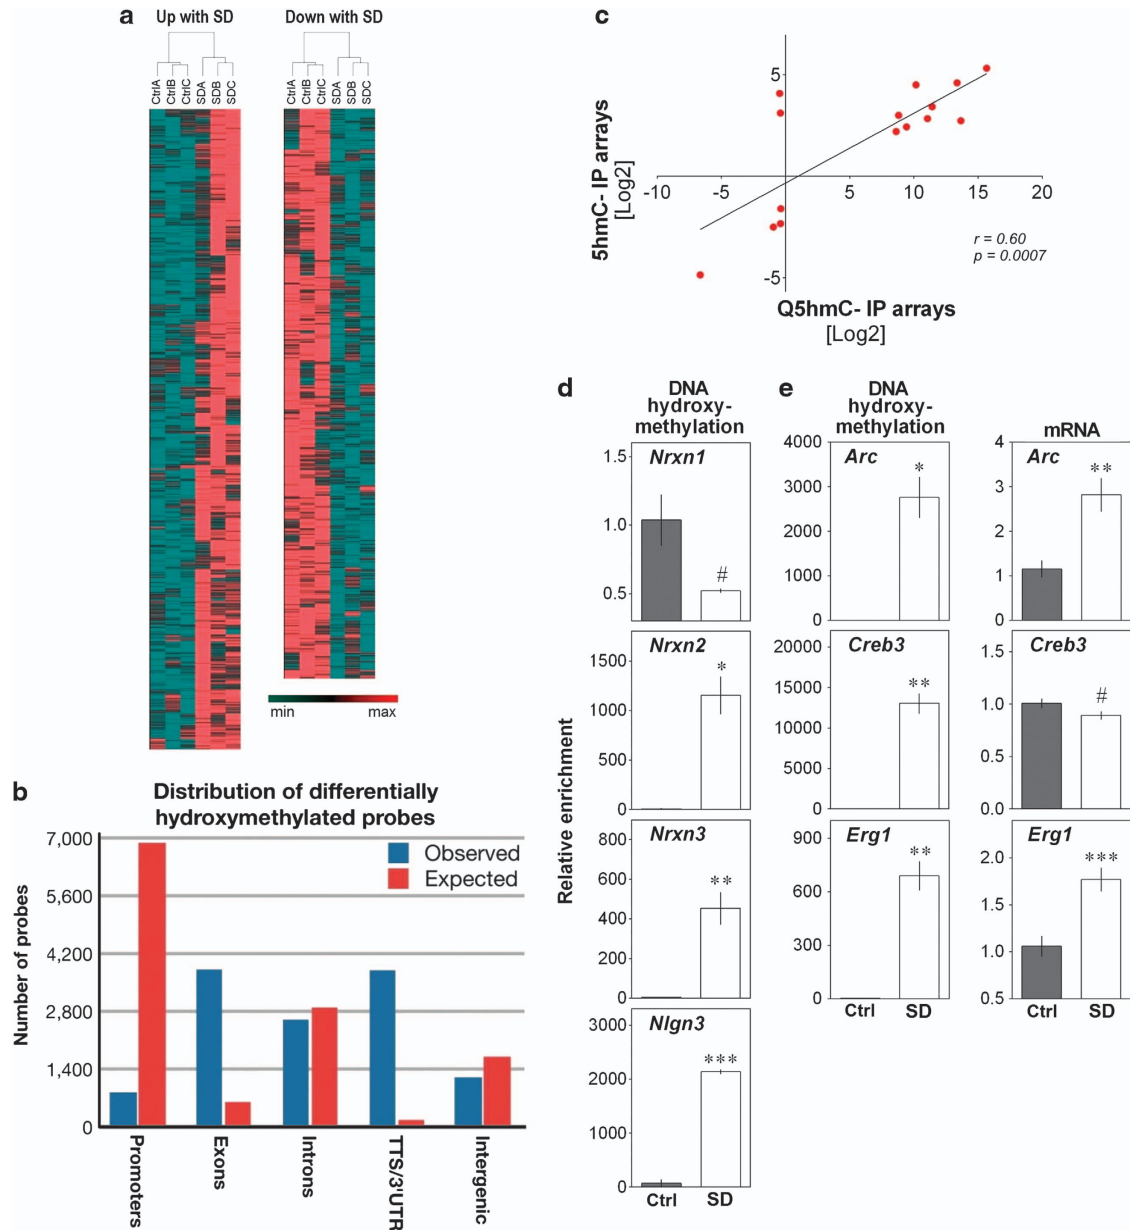 a
Up with SD
Down with SD
CtrlA
CtrlB
CtrlC
SDA
SDB
SDC
CtrlA
CtrlB
CtrlC
SDA
SDB
SDC
min
max
b
Distribution of differentially
hydroxymethylated probes
Number of probes
7,000
5,600
4,200
2,800
1,400
0
Observed
Expected
Promoters
Exons
Introns
TTS/3'UTR
Intergenic
c
5hmC- IP arrays
[Log2]
5
-5
-10
-5
5
10
15
20
r = 0.60
p = 0.0007
Q5hmC- IP arrays
[Log2]
d
DNA
hydroxy-
methylation
Relative enrichment
Nrxn1
1.5
1.0
0.5
#
Nrxn2
1500
1000
500
0
*
Nrxn3
600
400
200
0
**
Nlgn3
3000
2000
1000
0
***
Ctrl
SD
e
DNA
hydroxy-
methylation
Arc
4000
3000
2000
1000
0
*
Creb3
20000
15000
10000
5000
0
**
Erg1
900
600
300
0
**
Ctrl
SD
mRNA
Arc
4
3
2
1
0
**
Creb3
1.5
1.0
0.5
0.0
#
Erg1
2.0
1.5
1.0
0.5
***
Ctrl
SD